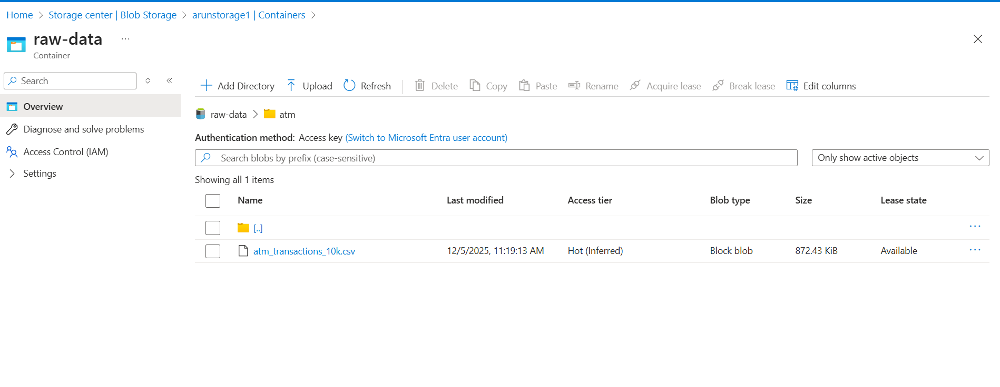 Home > Storage center | Blob Storage > arunstorage1 | Containers >
raw-data ...
Container
Search
Overview
Diagnose and solve problems
Access Control (IAM)
Settings
Add Directory Upload Refresh Delete Copy Paste Rename Acquire lease Break lease Edit columns
raw-data > atm
Authentication method: Access key (Switch to Microsoft Entra user account)
Search blobs by prefix (case-sensitive) Only show active objects
Showing all 1 items
Name Last modified Access tier Blob type Size Lease state
[..] ...
atm_transactions_10k.csv 12/5/2025, 11:19:13 AM Hot (Inferred) Block blob 872.43 KiB Available ...